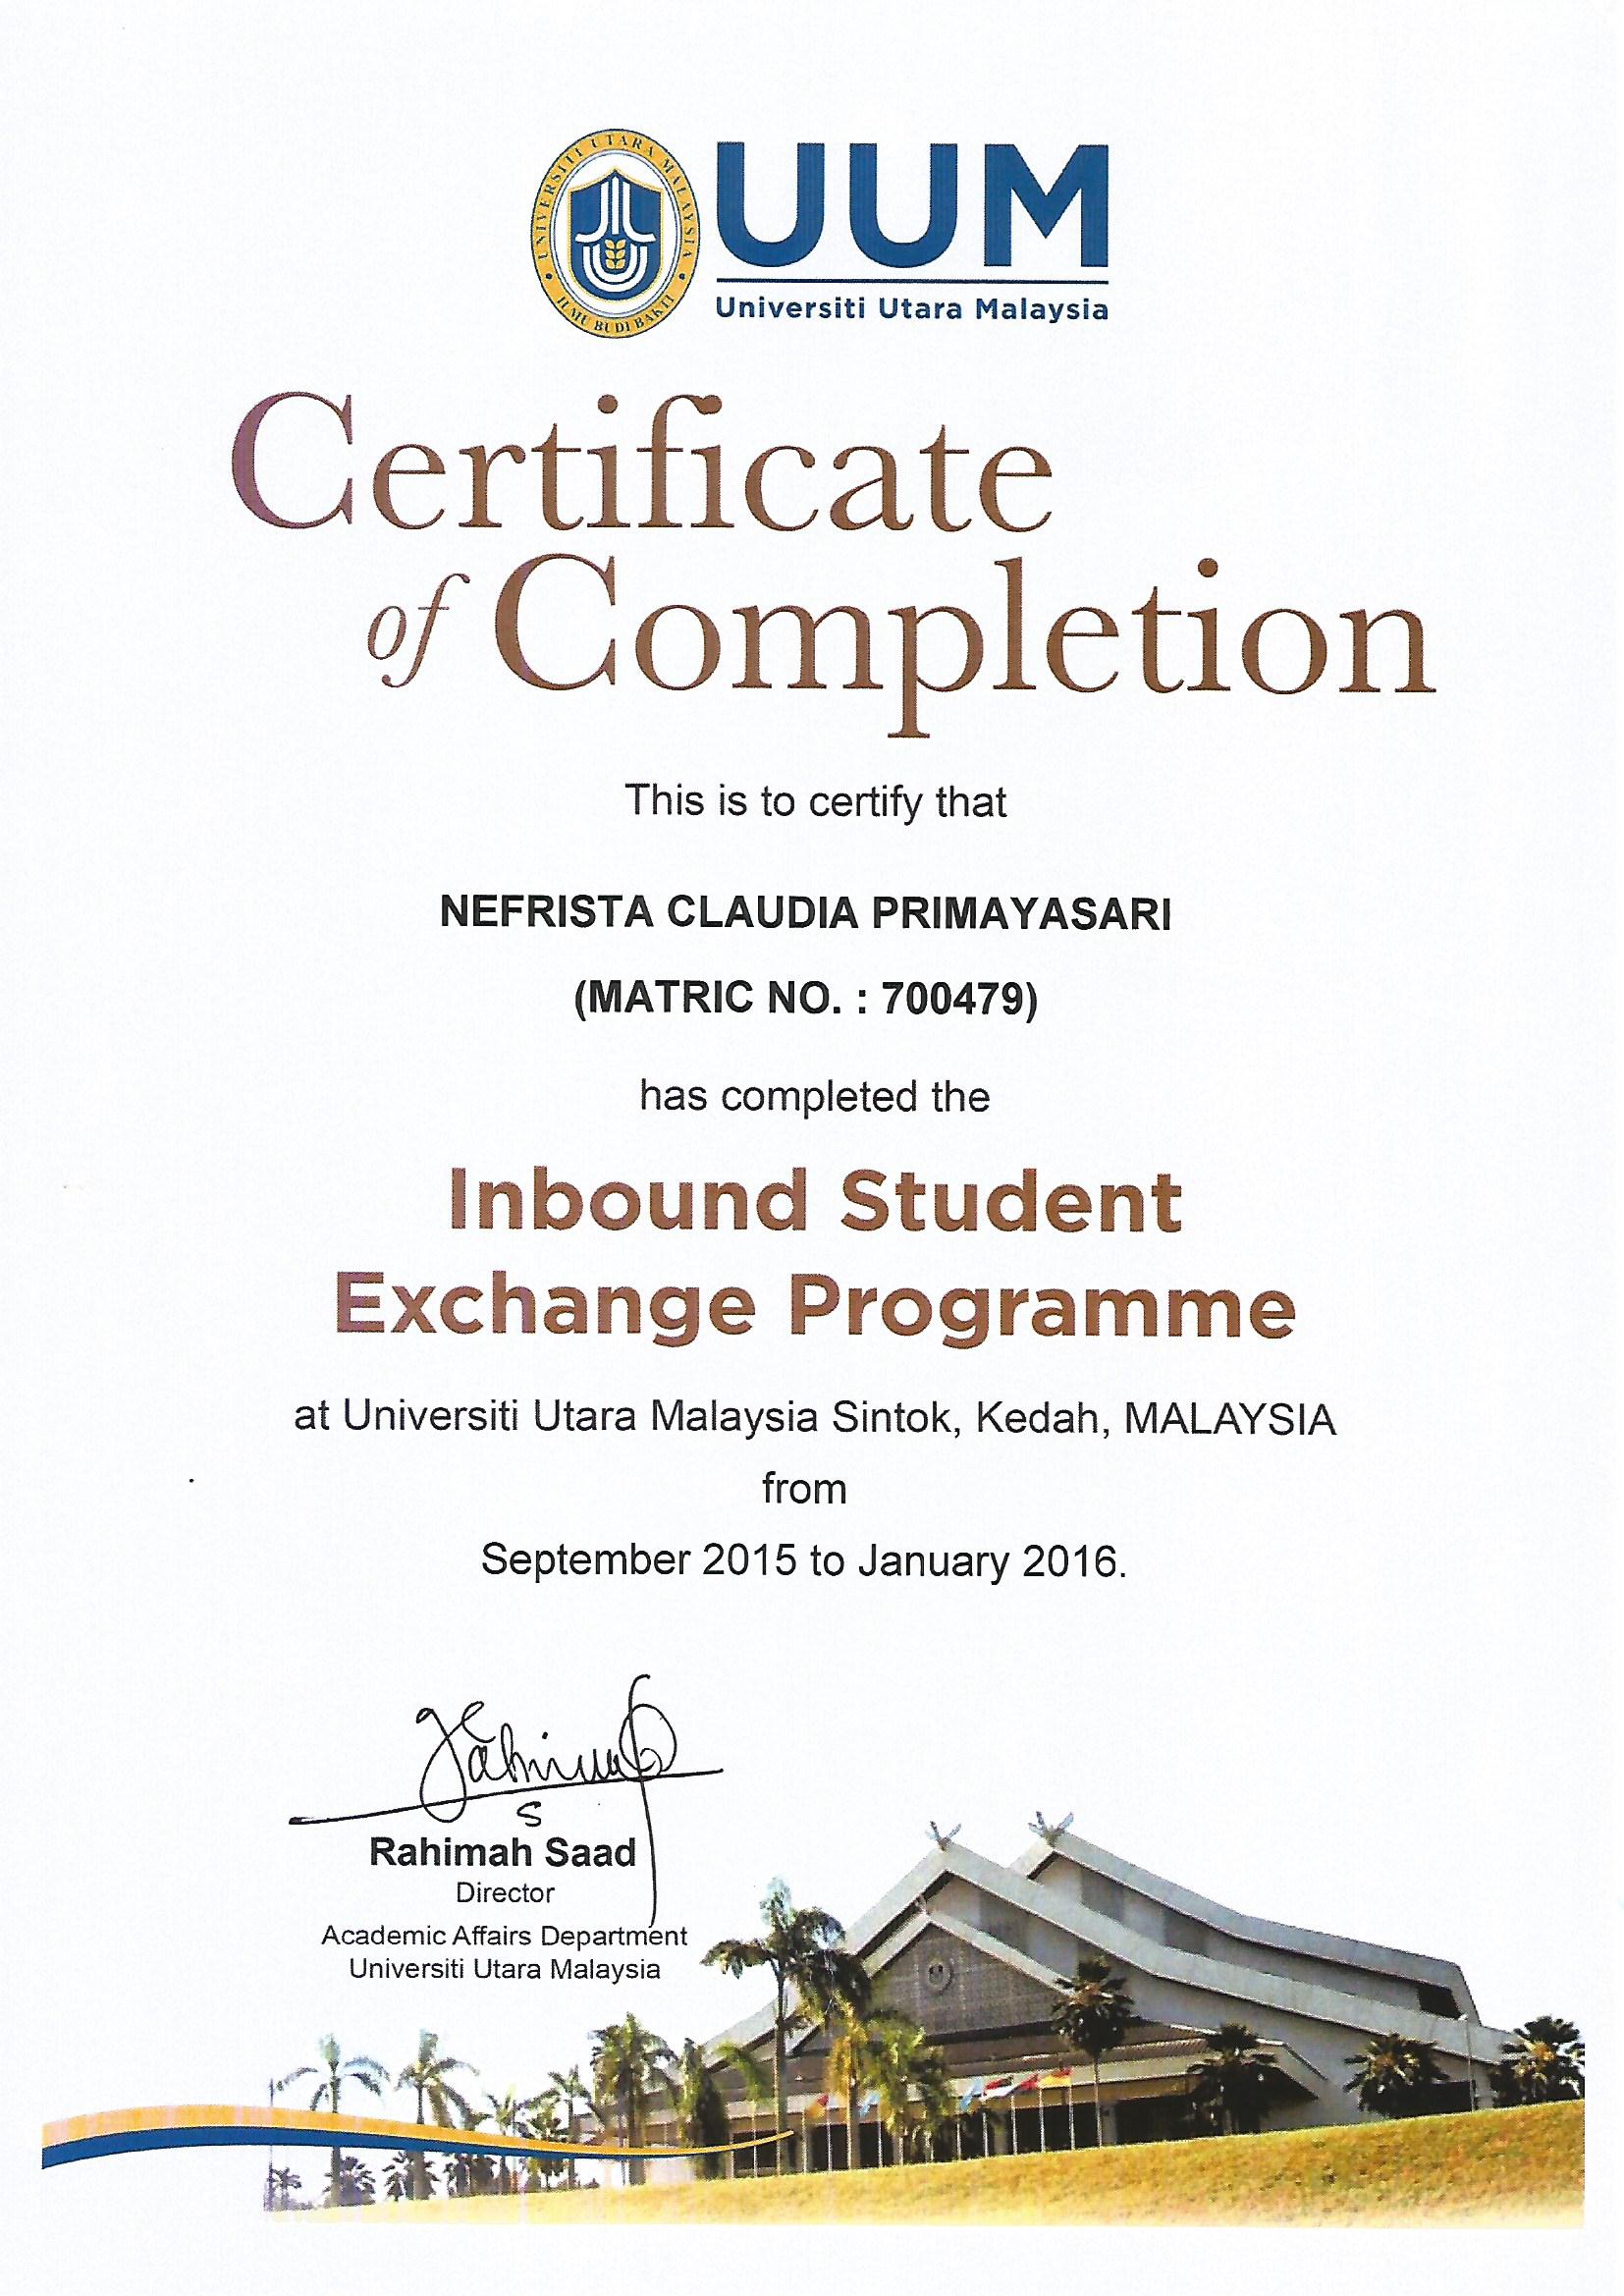 UNIVERSITI UTARA MALAYSIA
ILMU BUDI BAKTI
UUM
Universiti Utara Malaysia
Certificate
of Completion
This is to certify that
NEFRISTA CLAUDIA PRIMAYASARI
(MATRIC NO. : 700479)
has completed the
Inbound Student
Exchange Programme
at Universiti Utara Malaysia Sintok, Kedah, MALAYSIA
from
September 2015 to January 2016.
Rahimah Saad
Director
Academic Affairs Department
Universiti Utara Malaysia